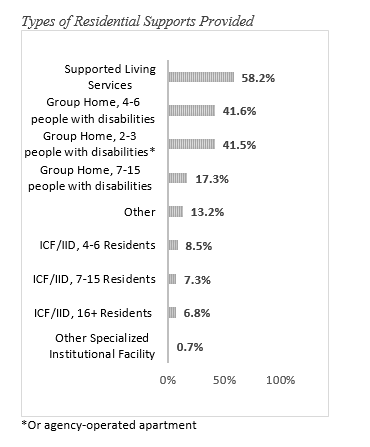 Types of Residential Supports Provided
Supported Living
Services
58.2%
Group Home, 4-6
people with disabilities
41.6%
Group Home, 2-3
people with disabilities*
41.5%
Group Home, 7-15
people with disabilities
17.3%
Other
13.2%
ICF/IID, 4-6 Residents
8.5%
ICF/IID, 7-15 Residents
7.3%
ICF/IID, 16+ Residents
6.8%
Other Specialized
Institutional Facility
0.7%
0% 50% 100%
*Or agency-operated apartment